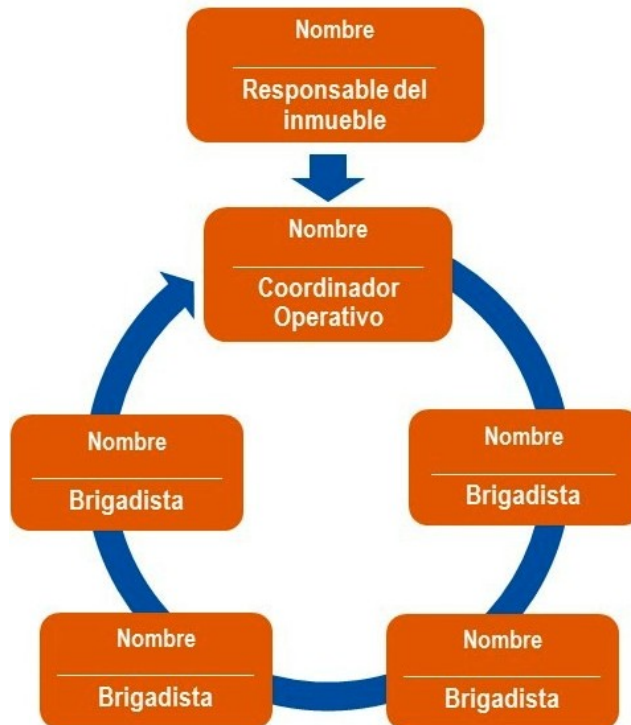 Nombre
Responsable del
inmueble
Nombre
Coordinador
Operativo
Nombre
Brigadista
Nombre
Brigadista
Nombre
Brigadista
Nombre
Brigadista